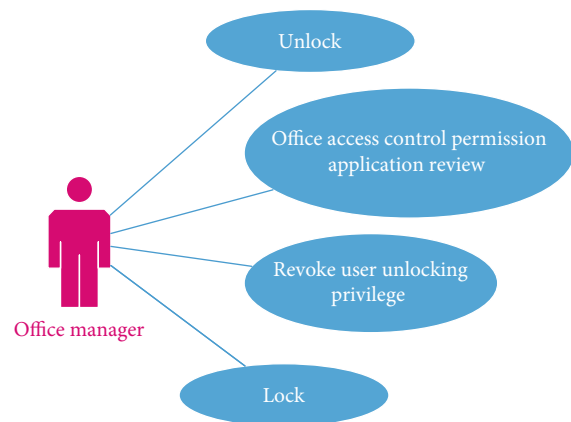 Unlock
Office access control permission
application review
Revoke user unlocking
privilege
Office manager
Lock